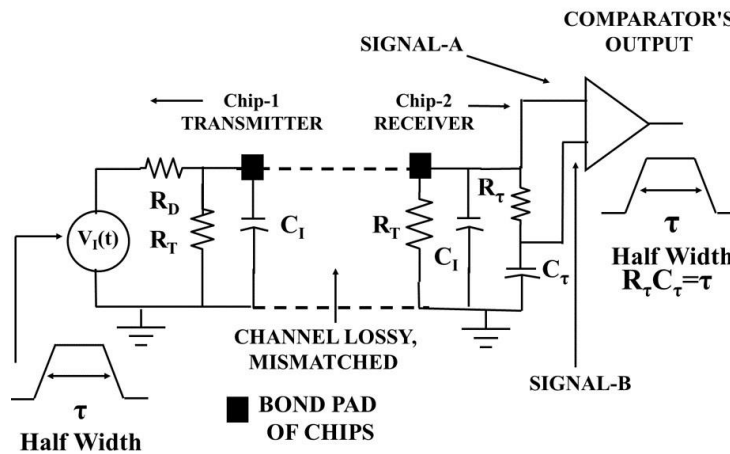 COMPARATOR'S
OUTPUT
SIGNAL-A
Chip-1
TRANSMITTER
Chip-2
RECEIVER
R_D
V_I(t)
R_T
C_I
R_T
C_I
R_τ
C_τ
τ
Half Width
R_τC_τ=τ
CHANNEL LOSSY,
MISMATCHED
SIGNAL-B
τ
Half Width
BOND PAD
OF CHIPS